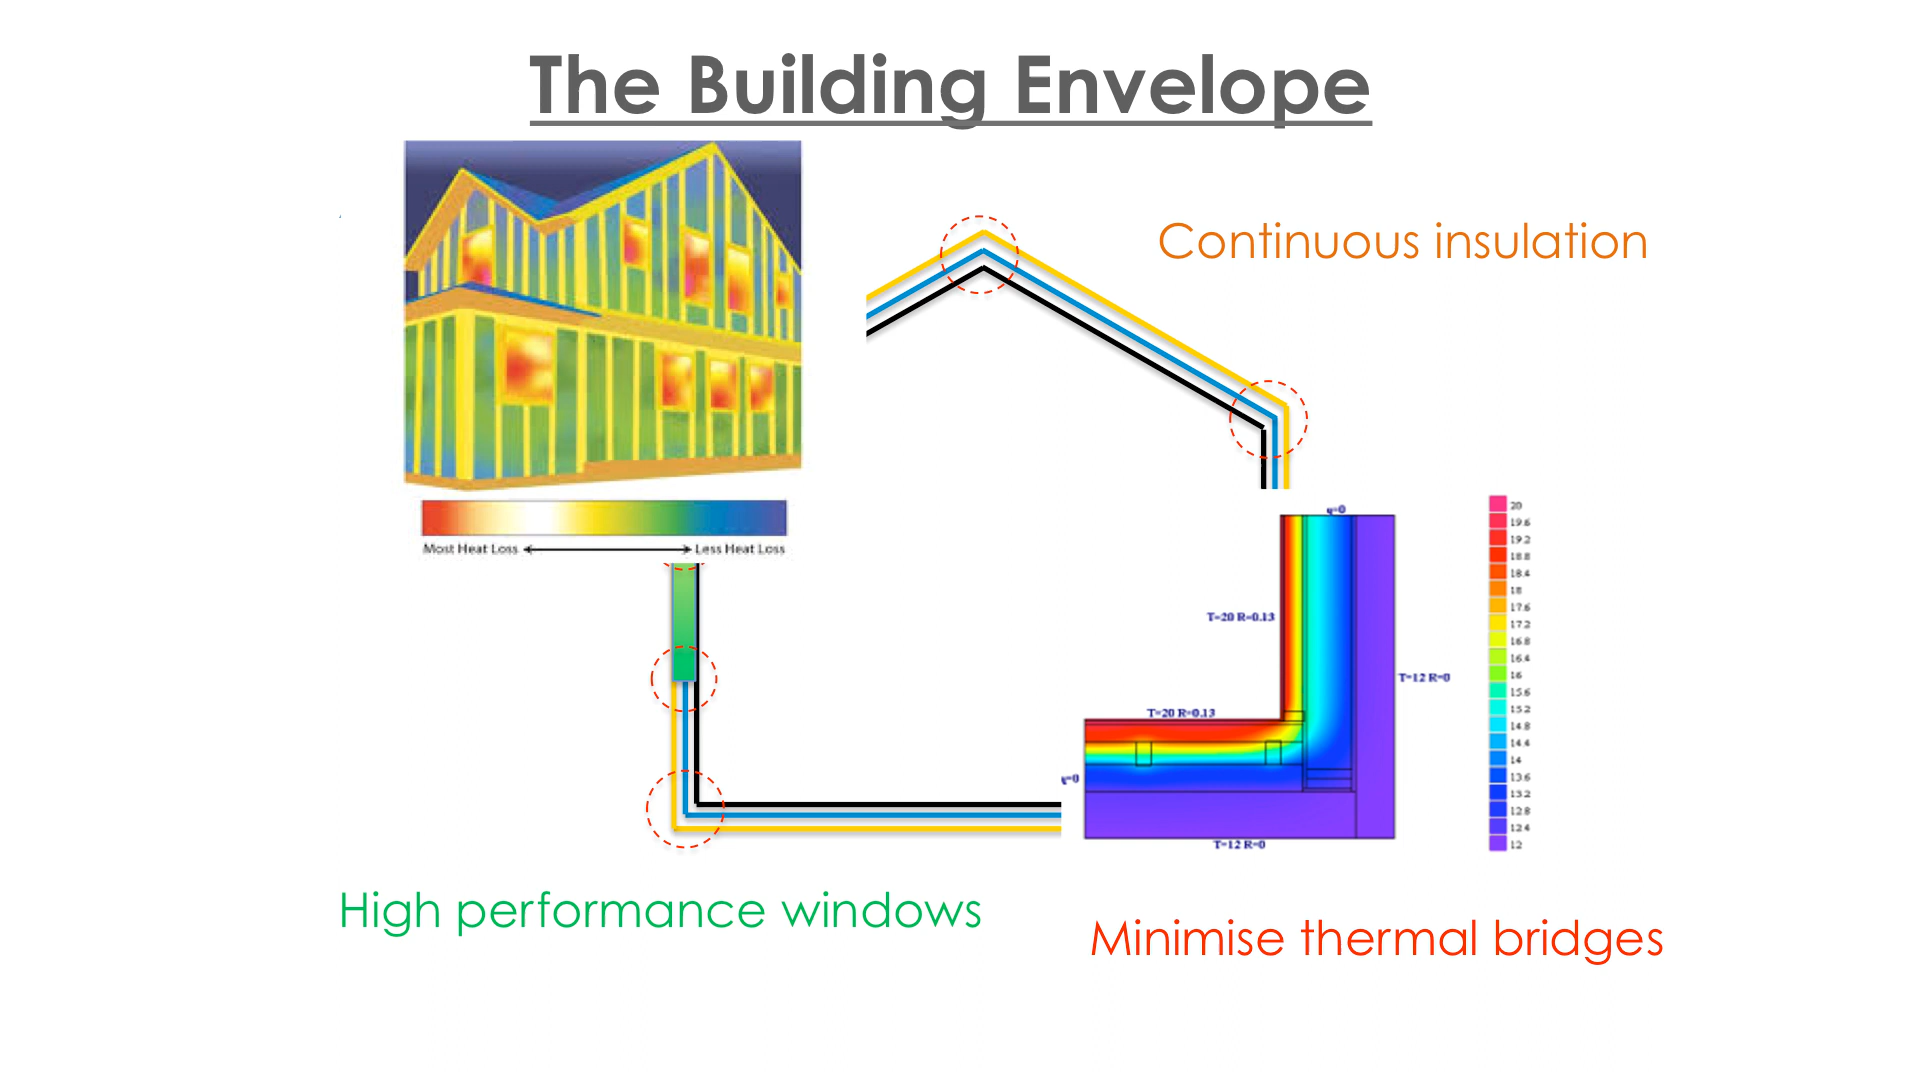 The Building Envelope
Continuous insulation
Most Heat Loss
Less Heat Loss
q=0
T=20 R=0.13
T=20 R=0.13
T=12 R=0
q=0
T=12 R=0
20
19.6
19.2
18.8
18.4
18
17.6
17.2
16.8
16.4
16
15.6
15.2
14.8
14.4
14
13.6
13.2
12.8
12.4
12
High performance windows
Minimise thermal bridges